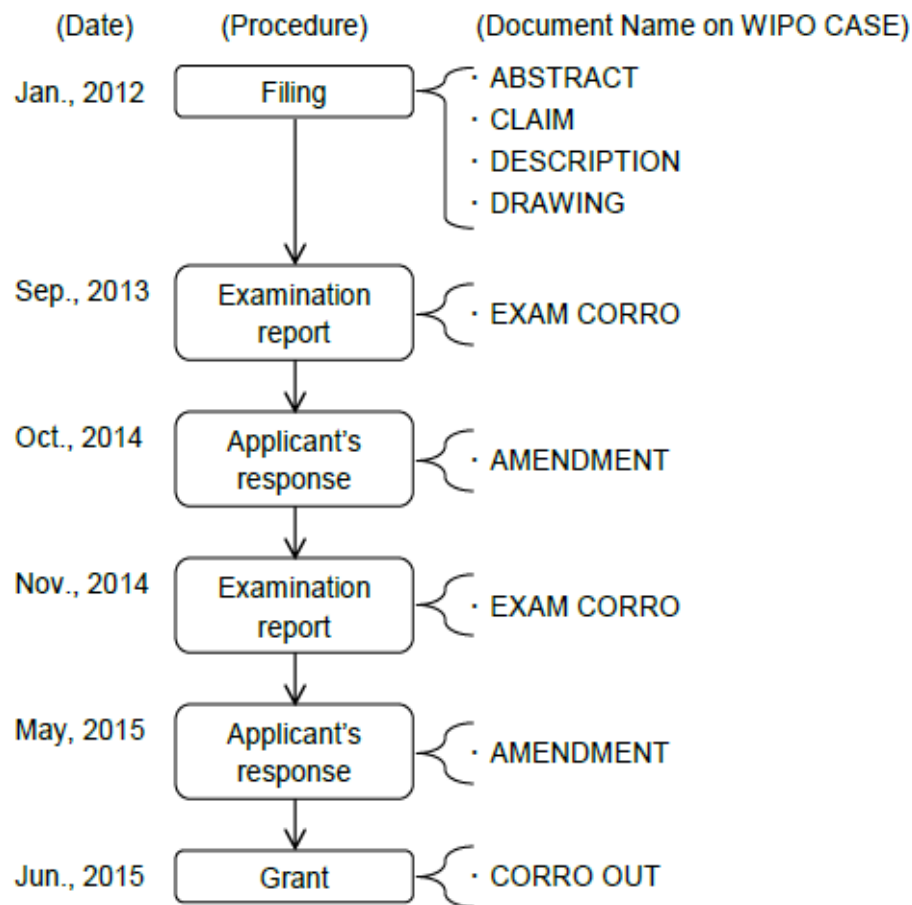 (Date) (Procedure) (Document Name on WIPO CASE)
Jan., 2012 Filing · ABSTRACT
· CLAIM
· DESCRIPTION
· DRAWING
Sep., 2013 Examination report · EXAM CORRO
Oct., 2014 Applicant's response · AMENDMENT
Nov., 2014 Examination report · EXAM CORRO
May, 2015 Applicant's response · AMENDMENT
Jun., 2015 Grant · CORRO OUT